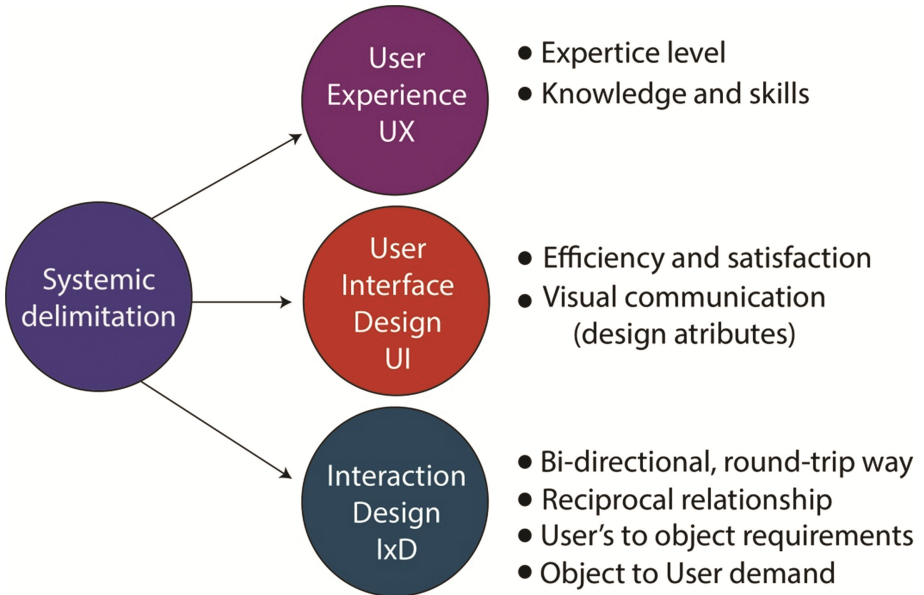 User
Experience
UX
• Expertice level
• Knowledge and skills
Systemic
delimitation
User
Interface
Design
UI
• Efficiency and satisfaction
• Visual communication
(design atributes)
Interaction
Design
IxD
• Bi-directional, round-trip way
• Reciprocal relationship
• User's to object requirements
• Object to User demand